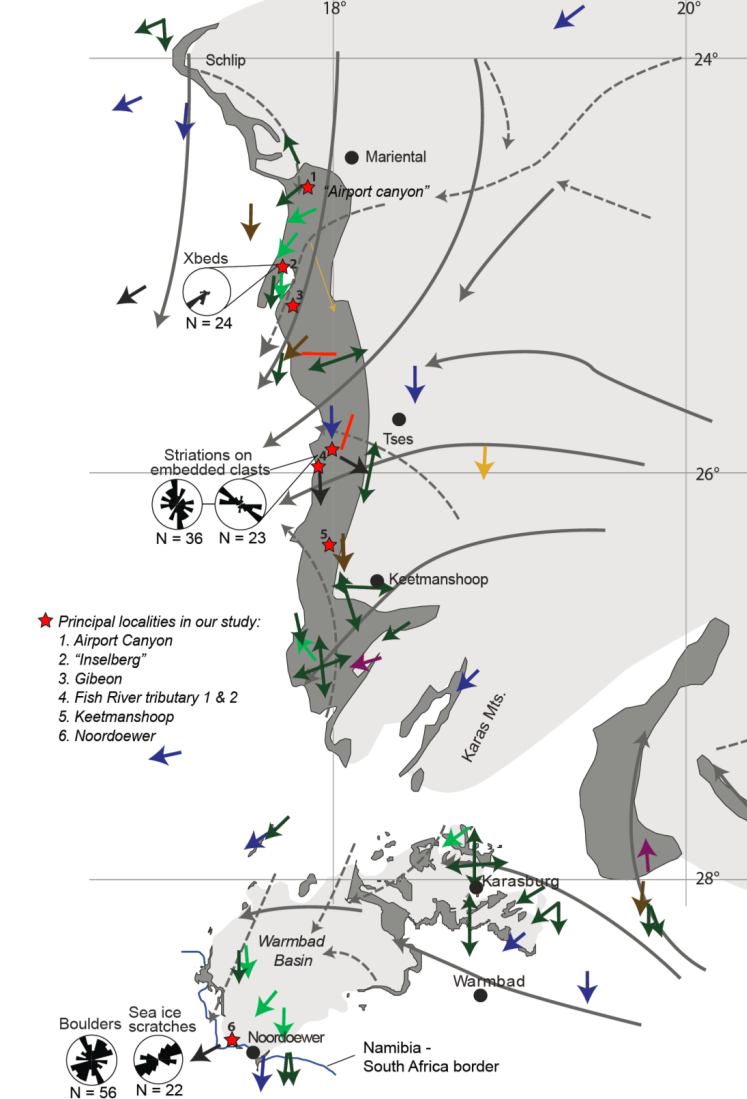 18°
20°
Schlip
24°
Mariental
1
“Airport canyon”
Xbeds
2
N = 24
3
Tses
Striations on
embedded clasts
4
26°
N = 36
N = 23
5
Keetmanshoop
Principal localities in our study:
1. Airport Canyon
2. “Inselberg”
3. Gibeon
4. Fish River tributary 1 & 2
5. Keetmanshoop
6. Noordoewer
Karas Mts.
28°
Karasburg
Warmbad
Basin
Warmbad
Boulders
Sea ice
scratches
6
Noordoewer
N = 56
N = 22
Namibia -
South Africa border